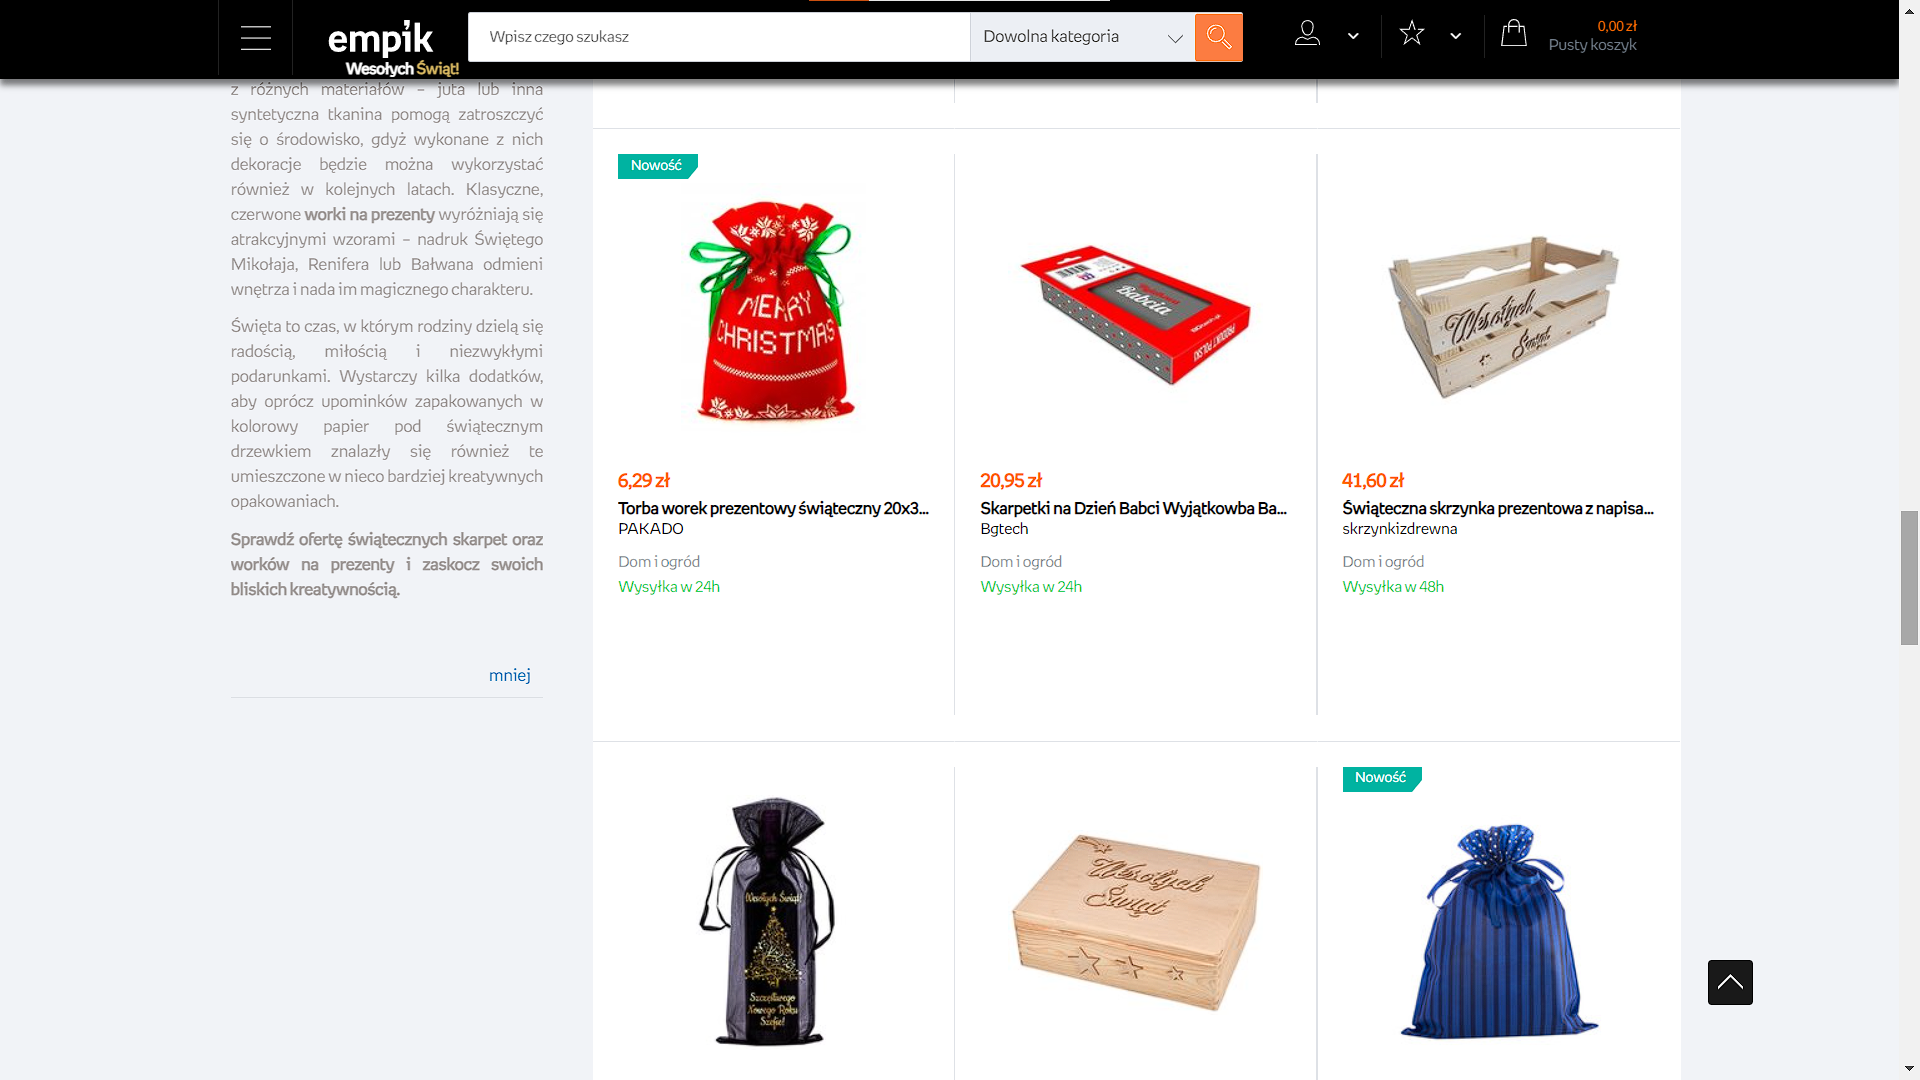 empik
Wesołych Świąt!
Wpisz czego szukasz
Dowolna kategoria
0,00 zł
Pusty koszyk
z różnych materiałów – juta lub inna
syntetyczna tkanina pomogą zatroszczyć
się o środowisko, gdyż wykonane z nich
dekoracje będzie można wykorzystać
również w kolejnych latach. Klasyczne,
czerwone worki na prezenty wyróżniają się
atrakcyjnymi wzorami – nadruk Świętego
Mikołaja, Renifera lub Bałwana odmieni
wnętrza i nada im magicznego charakteru.
Święta to czas, w którym rodziny dzielą się
radością, miłością i niezwykłymi
podarunkami. Wystarczy kilka dodatków,
aby oprócz upominków zapakowanych w
kolorowy papier pod świątecznym
drzewkiem znalazły się również te
umieszczone w nieco bardziej kreatywnych
opakowaniach.
Sprawdź ofertę świątecznych skarpet oraz
worków na prezenty i zaskocz swoich
bliskich kreatywnością.
mniej
Nowość
MERRY
CHRISTMAS
6,29 zł
Torba worek prezentowy świąteczny 20x3...
PAKADO
Dom i ogród
Wysyłka w 24h
Babcia
PRODUKT POLSKI
20,95 zł
Skarpetki na Dzień Babci Wyjątkowba Ba...
Bgtech
Dom i ogród
Wysyłka w 24h
Wesołych
Świąt
41,60 zł
Świąteczna skrzynka prezentowa z napisa...
skrzynkizdrewna
Dom i ogród
Wysyłka w 48h
Wesołych Świąt!
Szczęśliwego
Nowego Roku
Szefie!
Wesołych
Świąt
Nowość